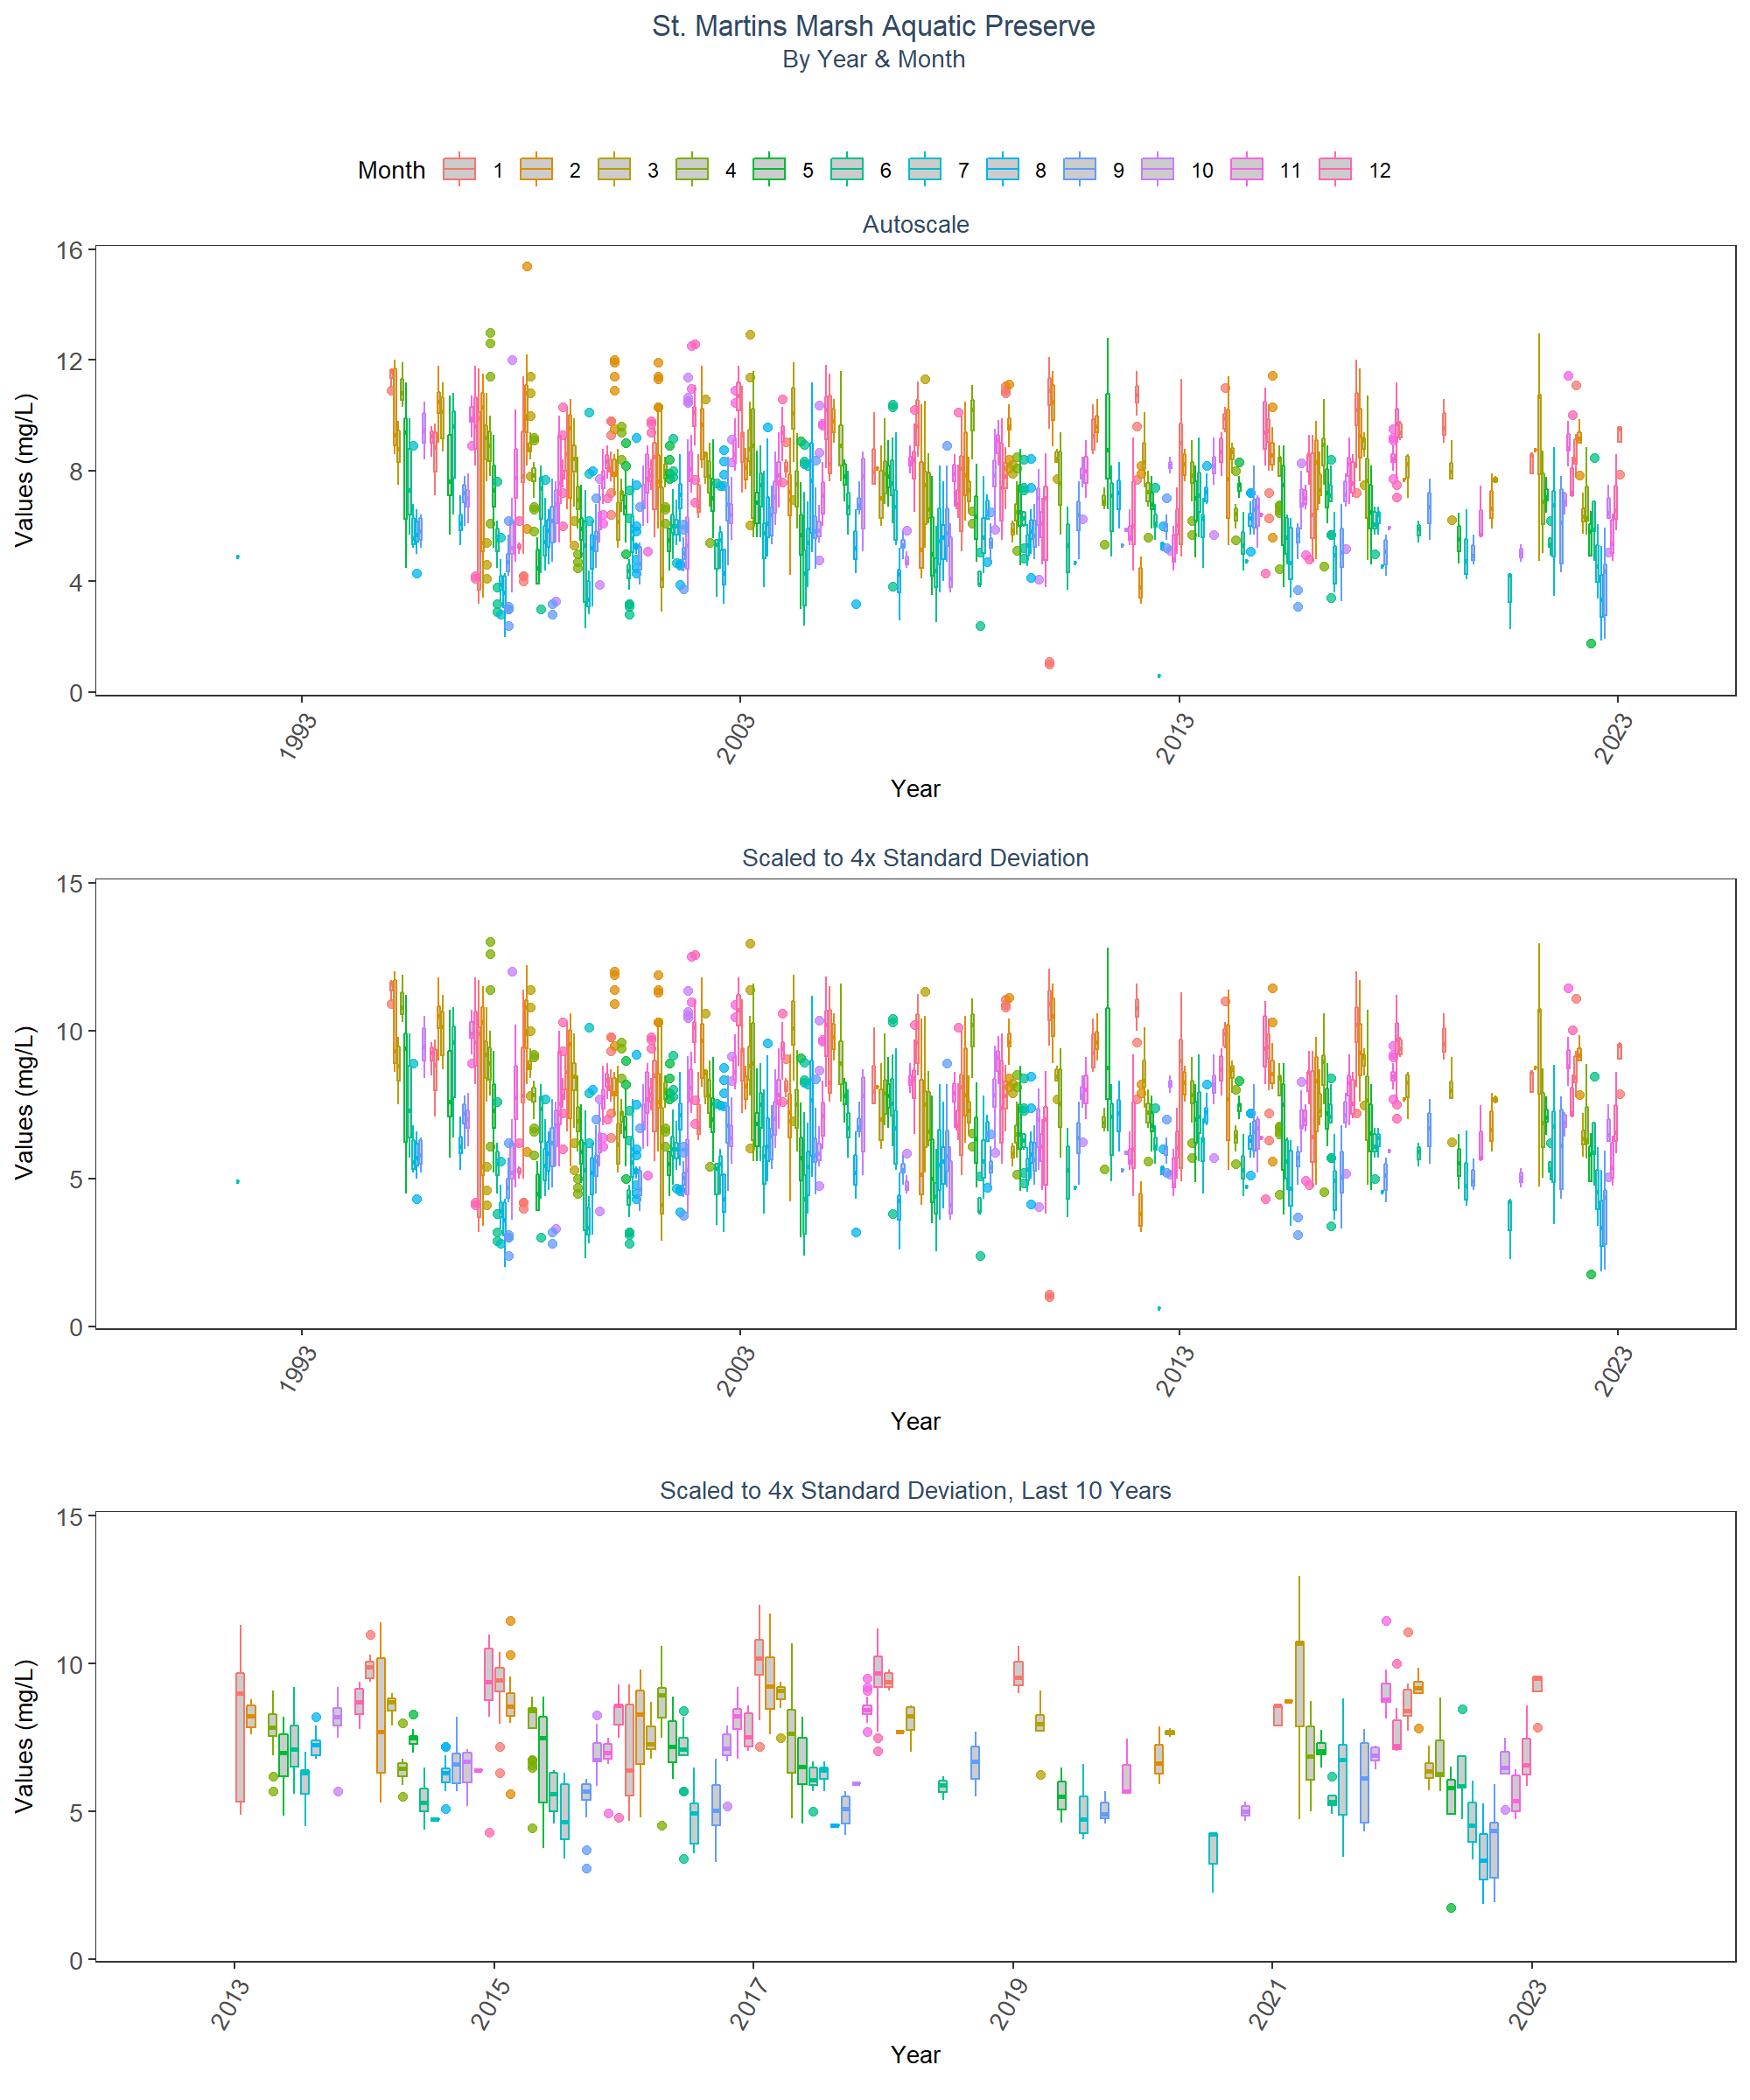 St. Martins Marsh Aquatic Preserve
By Year & Month
Month 1 2 3 4 5 6 7 8 9 10 11 12
Autoscale
16
12
8
4
0
Values (mg/L)
1993 2003 2013 2023
Year
Scaled to 4x Standard Deviation
15
10
5
0
Values (mg/L)
1993 2003 2013 2023
Year
Scaled to 4x Standard Deviation, Last 10 Years
15
10
5
0
Values (mg/L)
2013 2015 2017 2019 2021 2023
Year